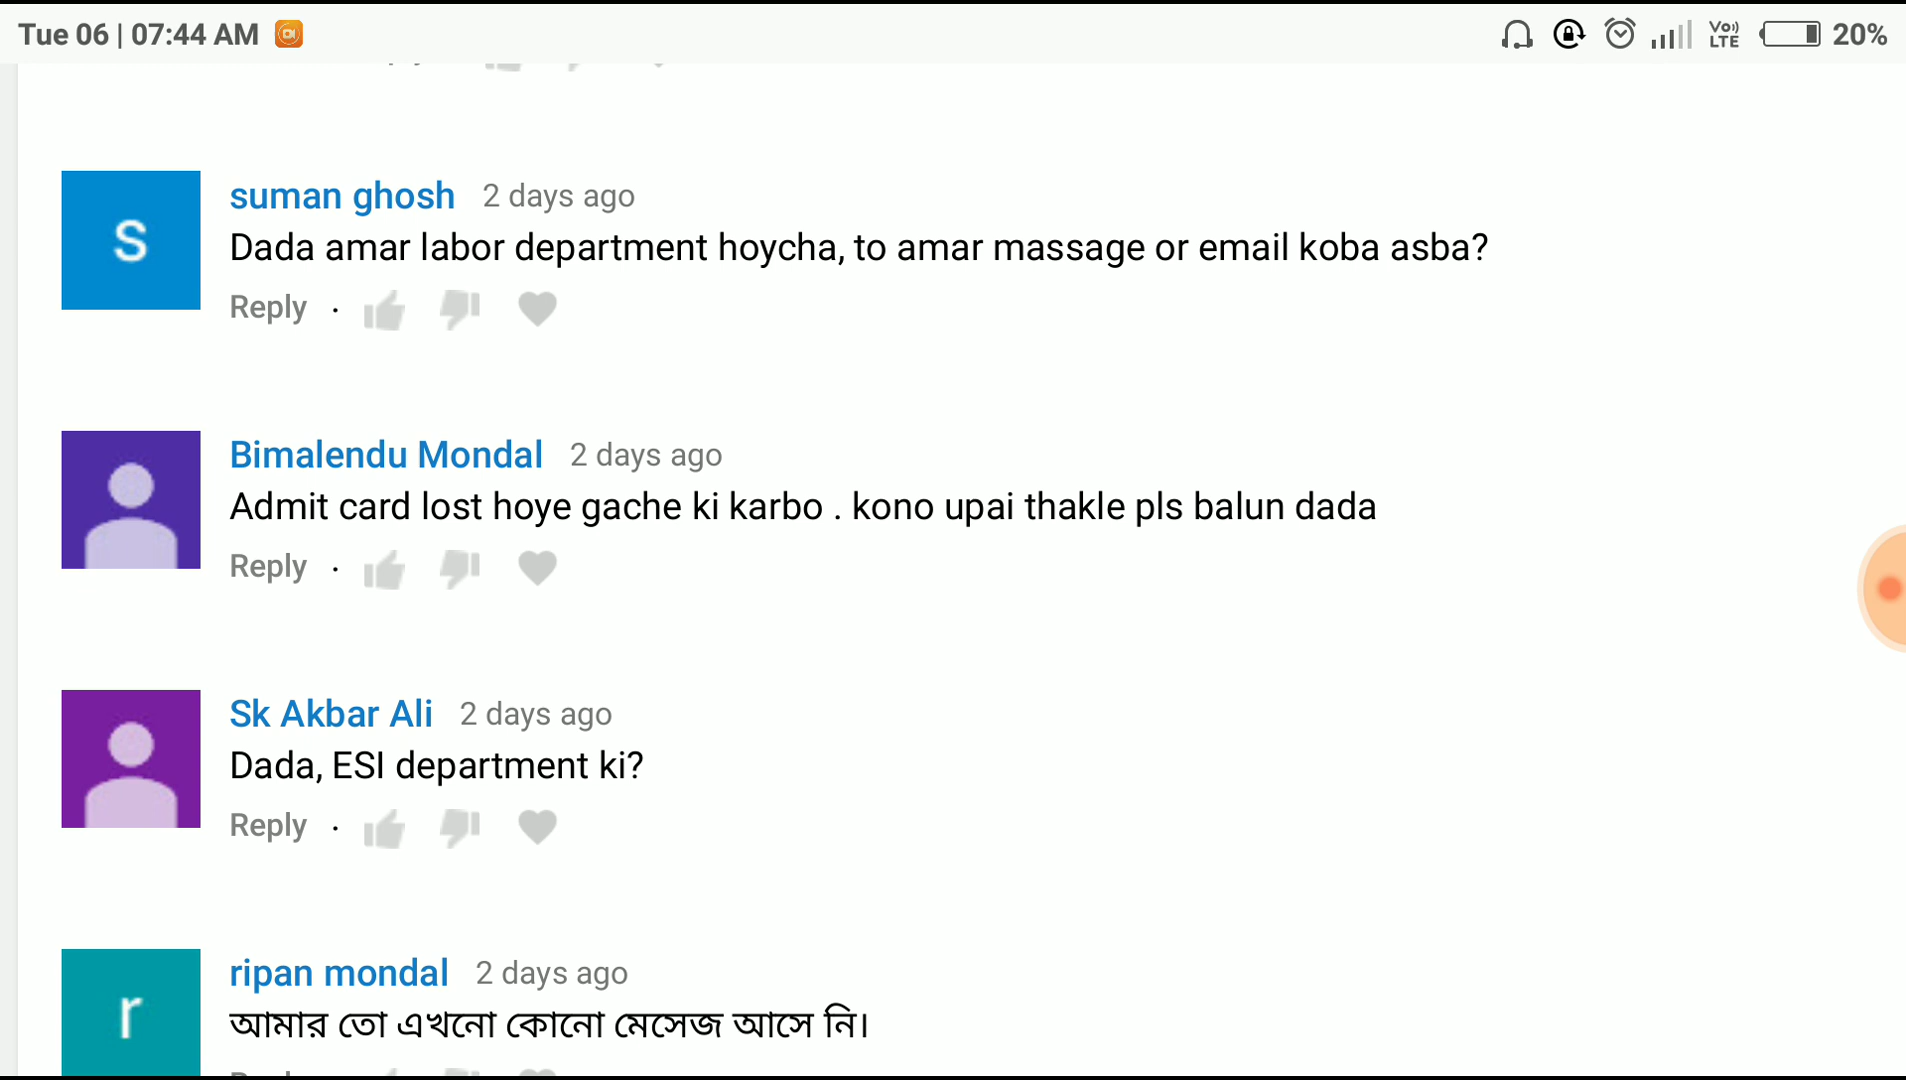 Tue 06 | 07:44 AM VoLTE 20%
S
suman ghosh 2 days ago
Dada amar labor department hoycha, to amar massage or email koba asba?
Reply ·
Bimalendu Mondal 2 days ago
Admit card lost hoye gache ki karbo . kono upai thakle pls balun dada
Reply ·
Sk Akbar Ali 2 days ago
Dada, ESI department ki?
Reply ·
r
ripan mondal 2 days ago
আমার তো এখনো কোনো মেসেজ আসে নি।